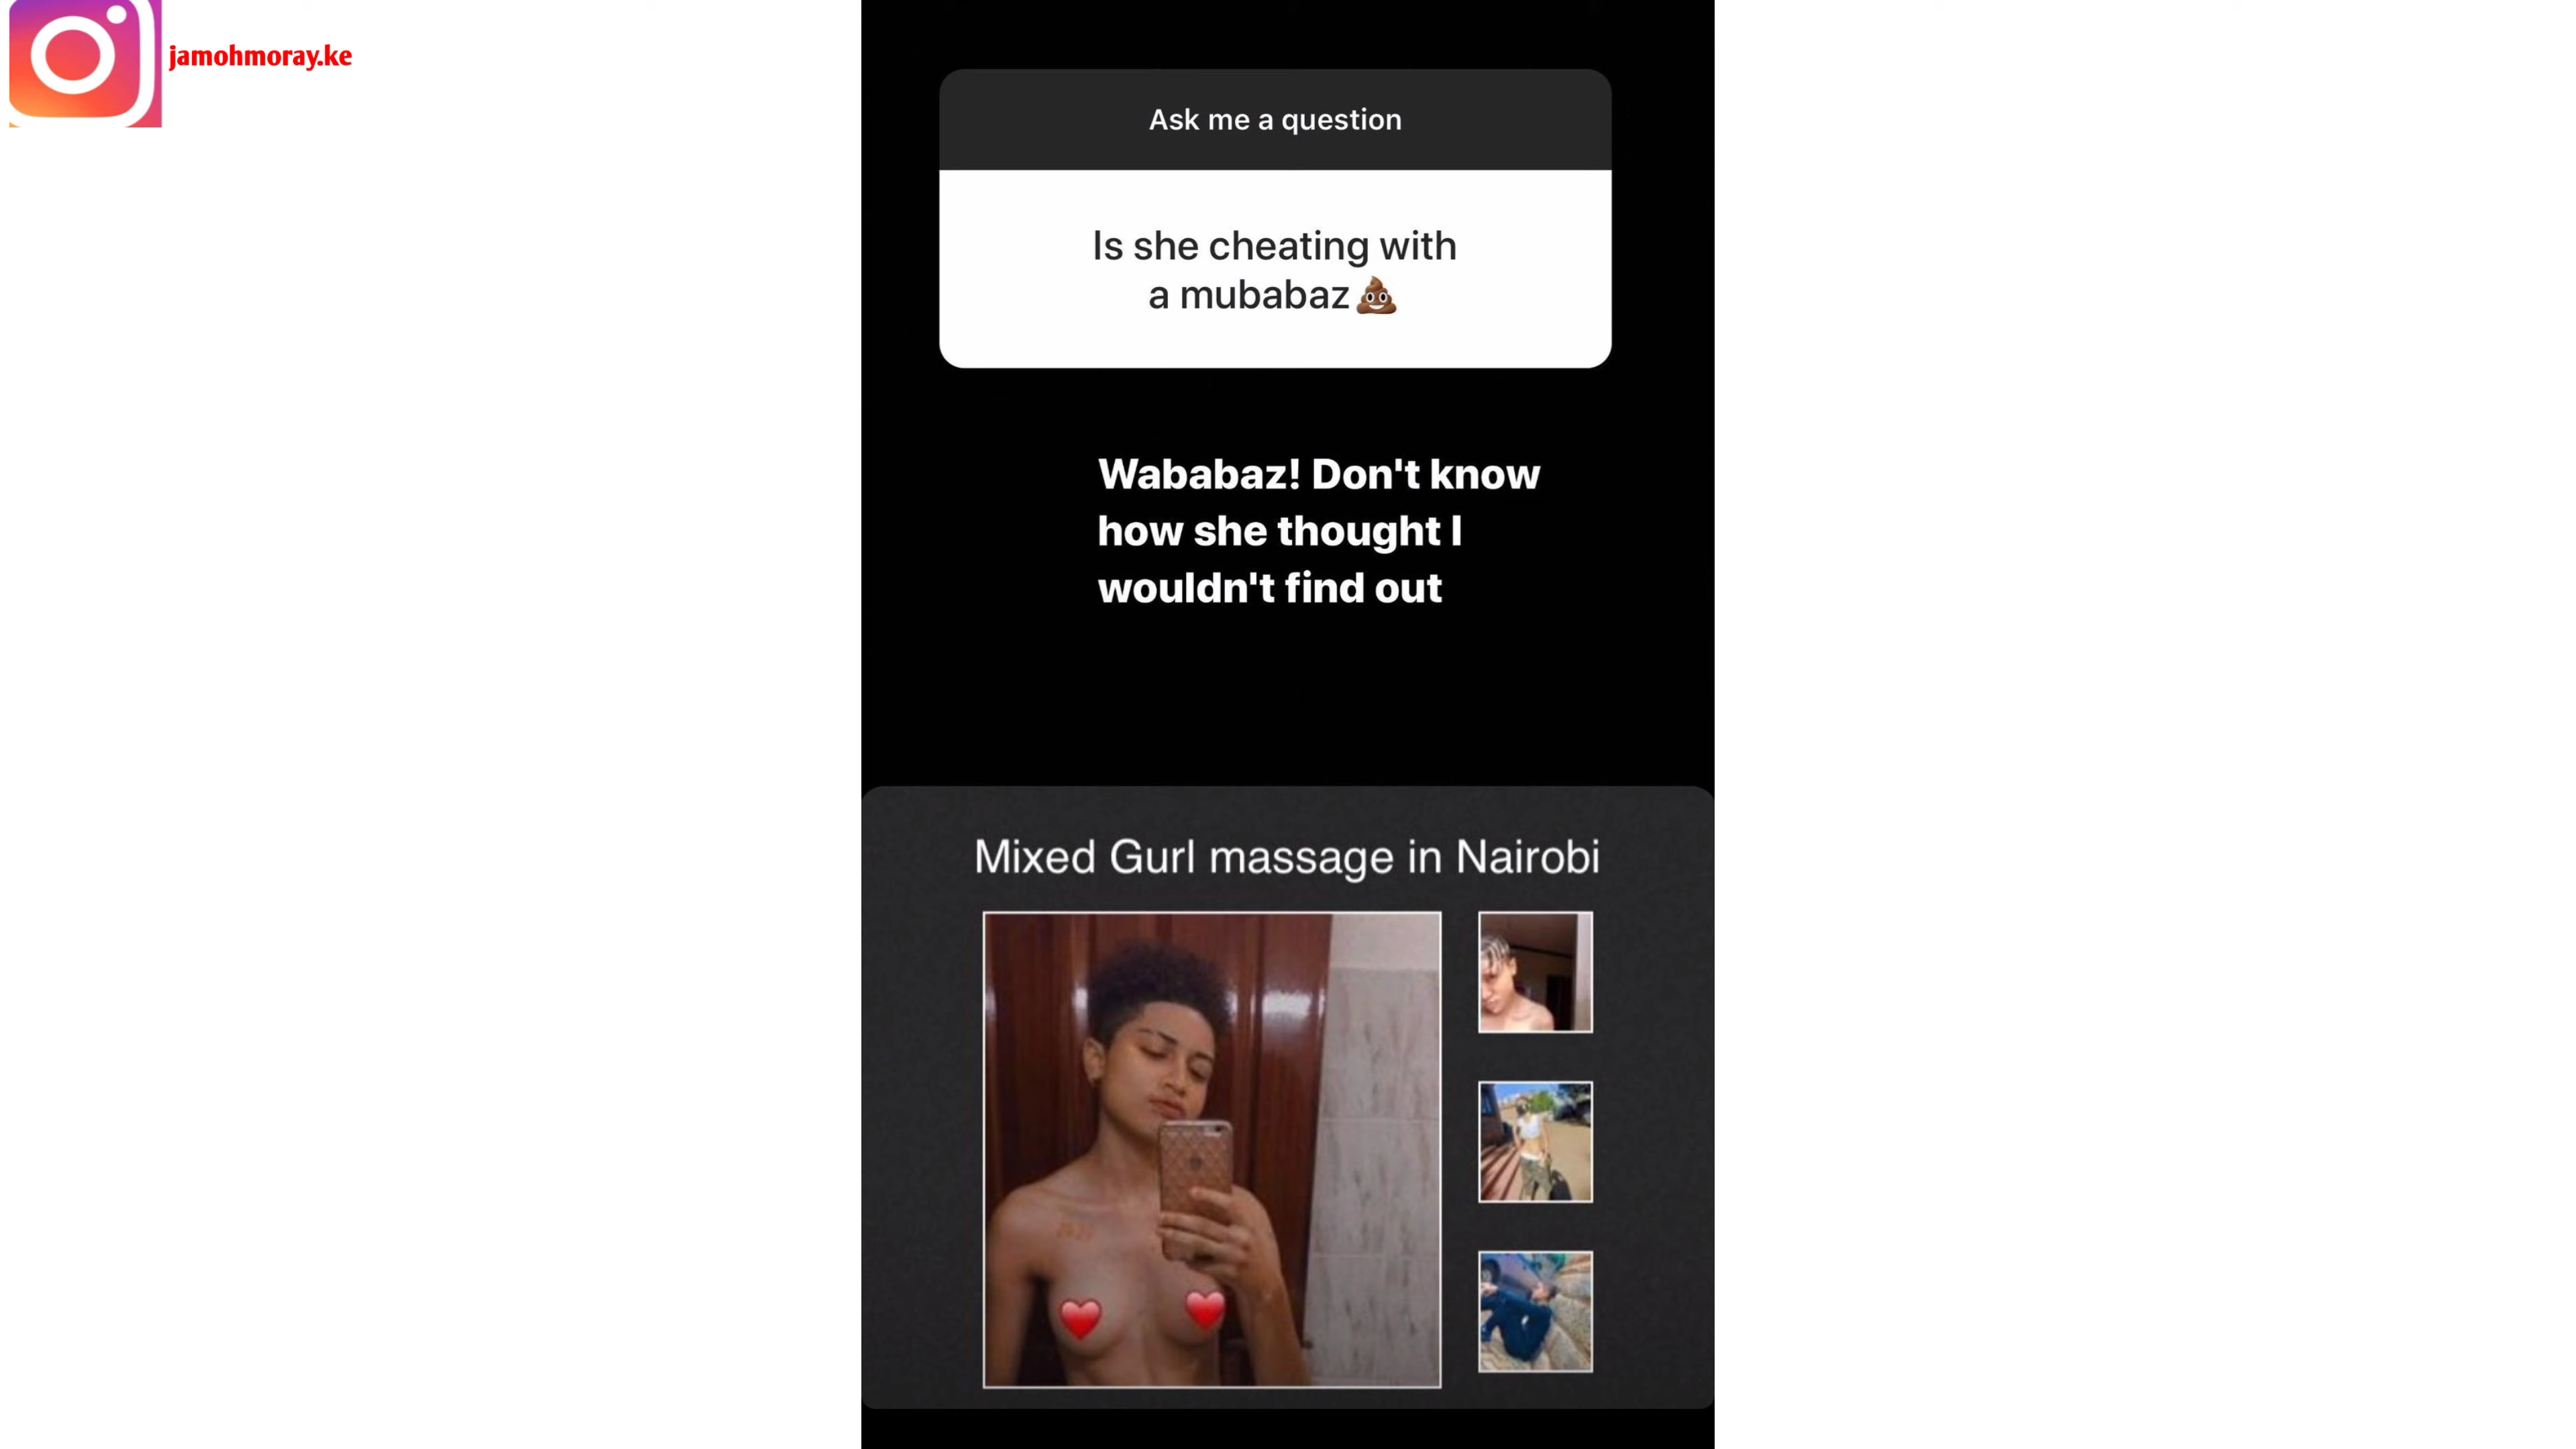 jamohmoray.ke
Ask me a question
Is she cheating with
a mubabaz💩
Wababaz! Don't know
how she thought I
wouldn't find out
Mixed Gurl massage in Nairobi